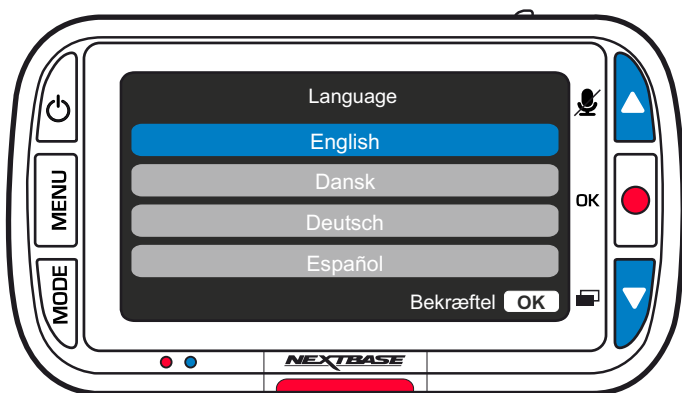 Language
English
Dansk
Deutsch
Español
Bekræftel OK
MENU
MODE
OK
NEXTBASE